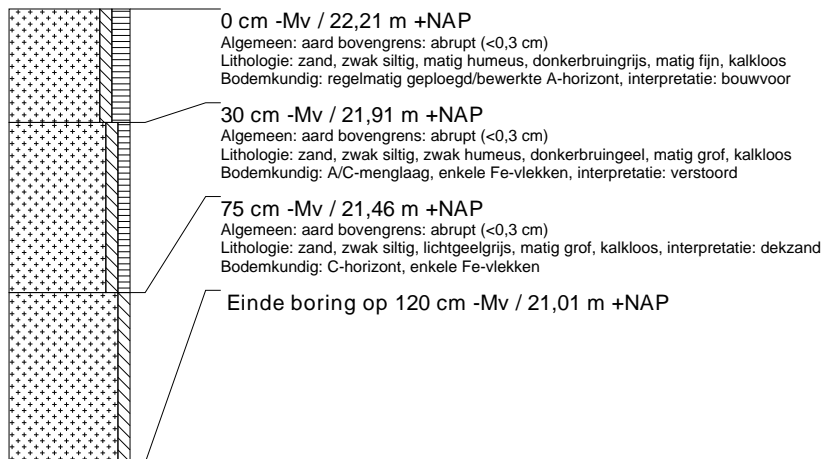 0 cm -Mv / 22,21 m +NAP
Algemeen: aard bovengrens: abrupt (<0,3 cm)
Lithologie: zand, zwak siltig, matig humeus, donkerbruingrijs, matig fijn, kalkloos
Bodemkundig: regelmatig geploegd/bewerkte A-horizont, interpretatie: bouwvoor
30 cm -Mv / 21,91 m +NAP
Algemeen: aard bovengrens: abrupt (<0,3 cm)
Lithologie: zand, zwak siltig, zwak humeus, donkerbruingeel, matig grof, kalkloos
Bodemkundig: A/C-menglaag, enkele Fe-vlekken, interpretatie: verstoord
75 cm -Mv / 21,46 m +NAP
Algemeen: aard bovengrens: abrupt (<0,3 cm)
Lithologie: zand, zwak siltig, lichtgeelgrijs, matig grof, kalkloos, interpretatie: dekzand
Bodemkundig: C-horizont, enkele Fe-vlekken
Einde boring op 120 cm -Mv / 21,01 m +NAP